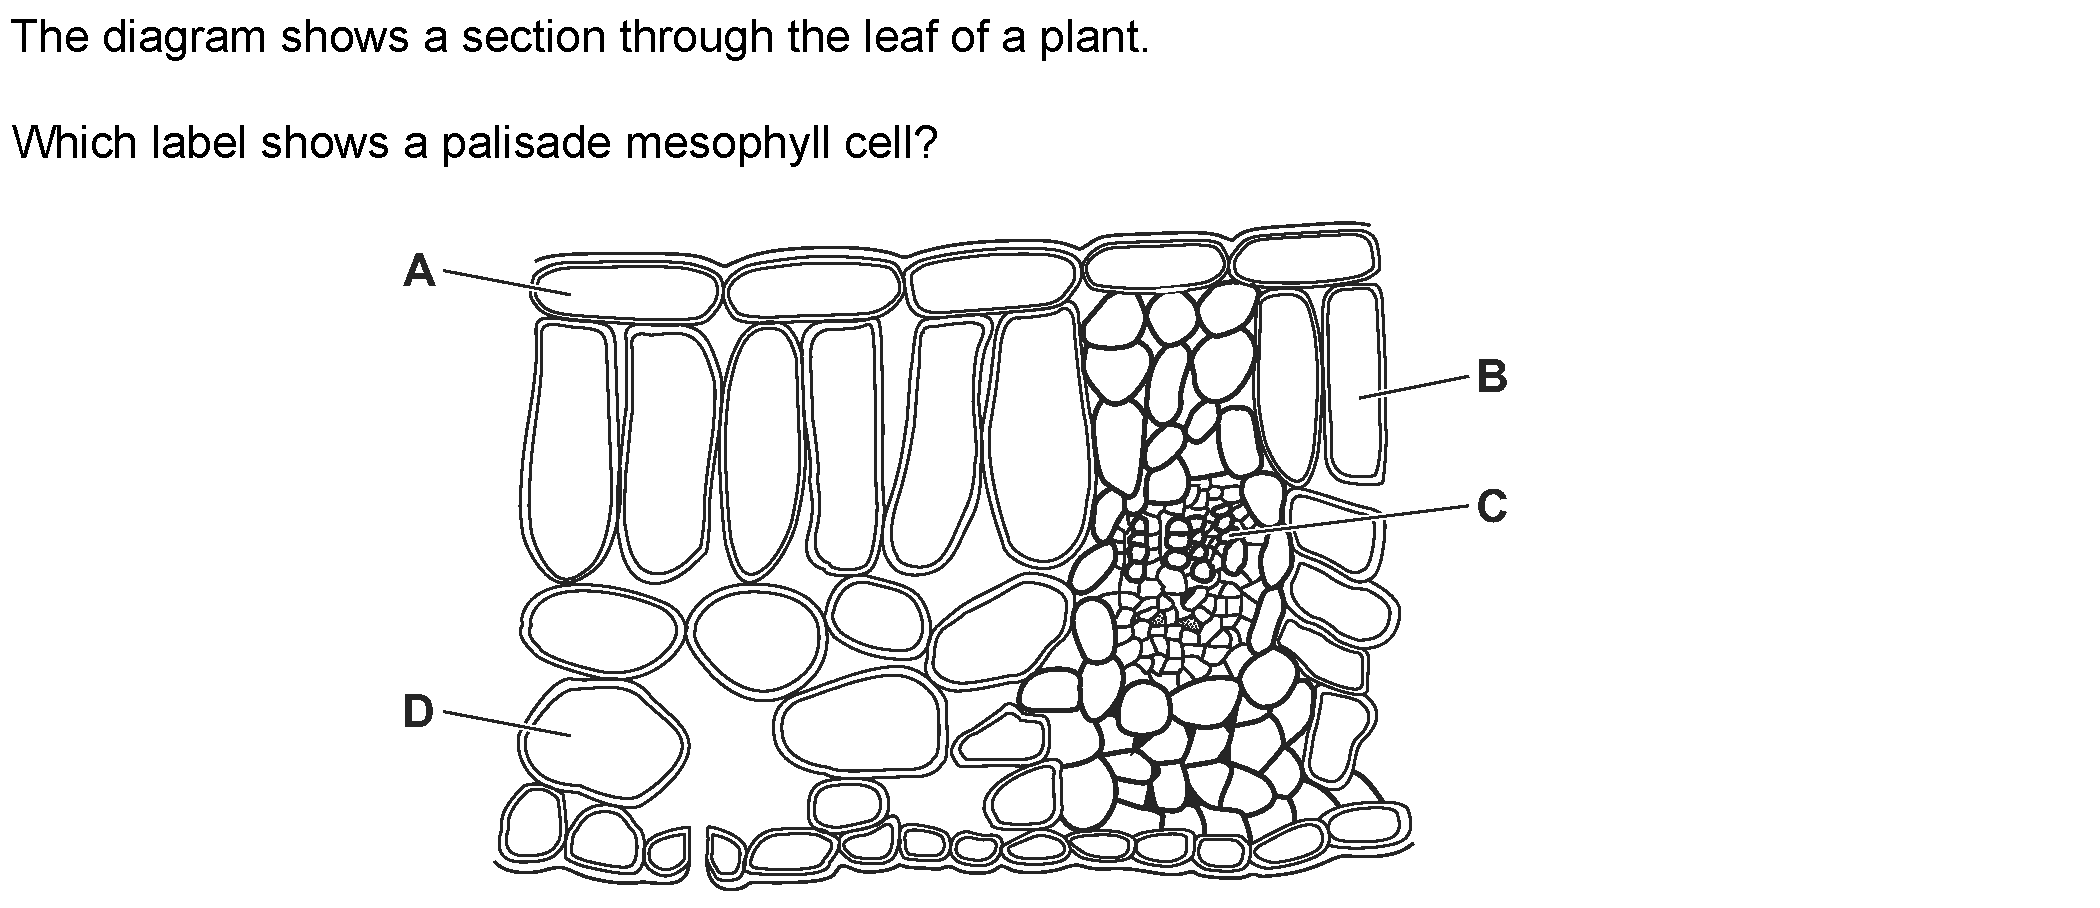 The diagram shows a section through the leaf of a plant.
Which label shows a palisade mesophyll cell?
A
B
C
D